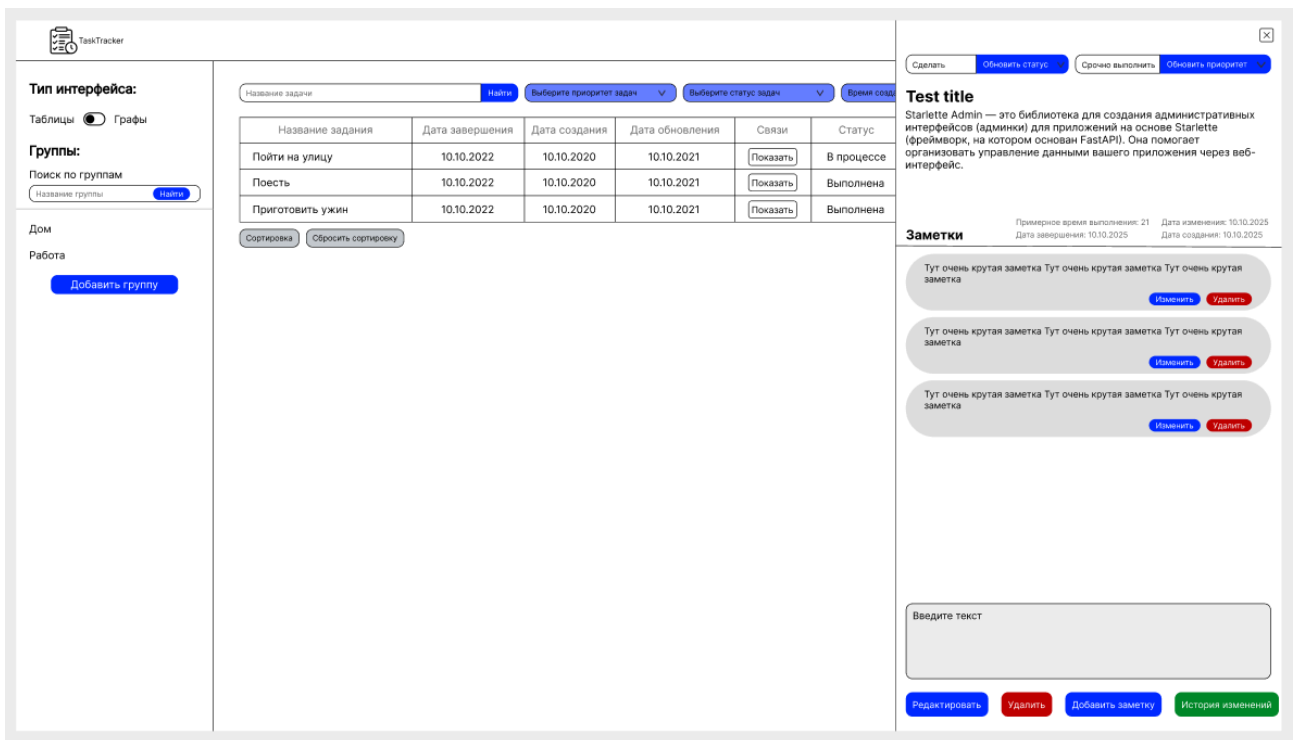 TaskTracker
Тип интерфейса:
Таблицы Графы
Группы:
Поиск по группам
Название группы Найти
Дом
Работа
Добавить группу
Название задачи Найти Выберите приоритет задач Выберите статус задач Время созда
Название задания Дата завершения Дата создания Дата обновления Связи Статус
Пойти на улицу 10.10.2022 10.10.2020 10.10.2021 Показать В процессе
Поесть 10.10.2022 10.10.2020 10.10.2021 Показать Выполнена
Приготовить ужин 10.10.2022 10.10.2020 10.10.2021 Показать Выполнена
Сортировка Сбросить сортировку
Сделать Обновить статус Срочно выполнить Обновить приоритет
Test title
Starlette Admin — это библиотека для создания административных
интерфейсов (админки) для приложений на основе Starlette
(фреймворк, на котором основан FastAPI). Она помогает
организовать управление данными вашего приложения через веб-
интерфейс.
Примерное время выполнения: 21 Дата изменения: 10.10.2025
Заметки Дата завершения: 10.10.2025 Дата создания: 10.10.2025
Тут очень крутая заметка Тут очень крутая заметка Тут очень крутая
заметка
Изменить Удалить
Тут очень крутая заметка Тут очень крутая заметка Тут очень крутая
заметка
Изменить Удалить
Тут очень крутая заметка Тут очень крутая заметка Тут очень крутая
заметка
Изменить Удалить
Введите текст
Редактировать Удалить Добавить заметку История изменений